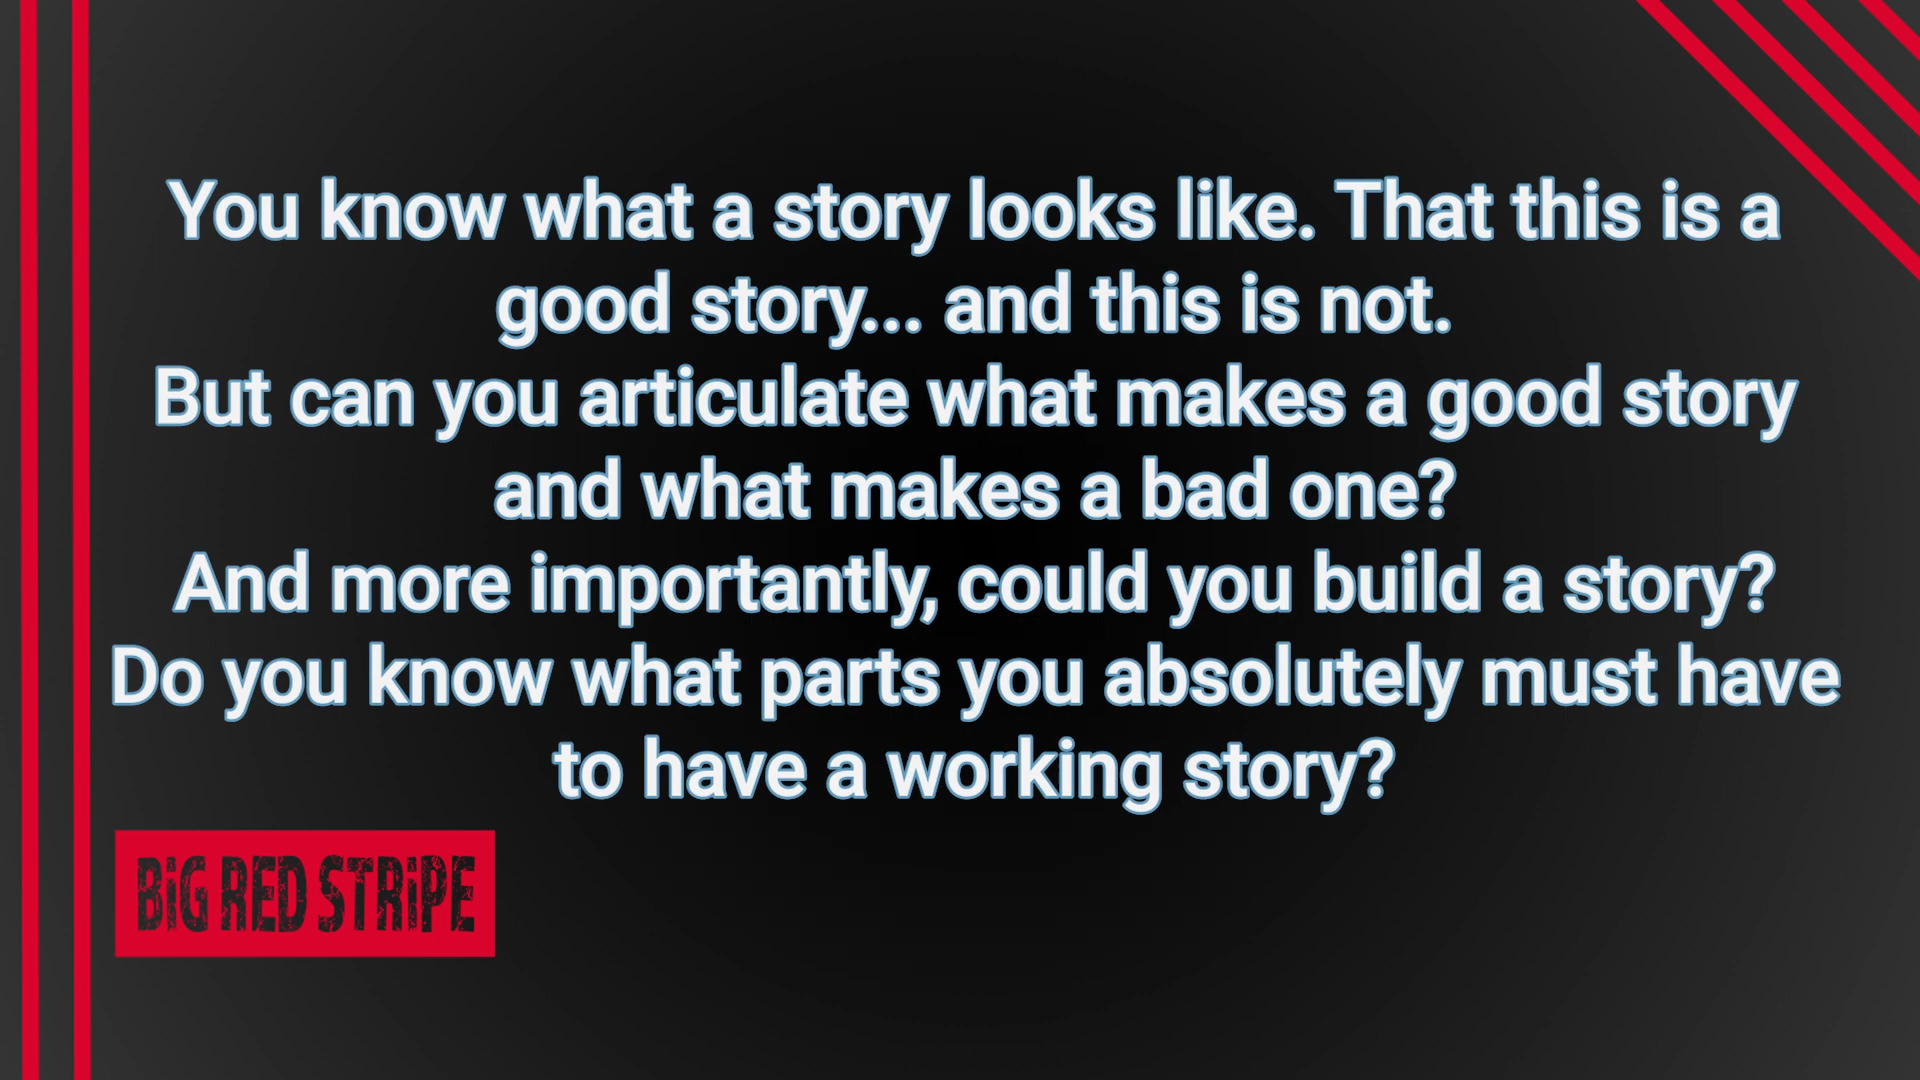 You know what a story looks like. That this is a
good story... and this is not.
But can you articulate what makes a good story
and what makes a bad one?
And more importantly, could you build a story?
Do you know what parts you absolutely must have
to have a working story?
BiG RED STRiPE